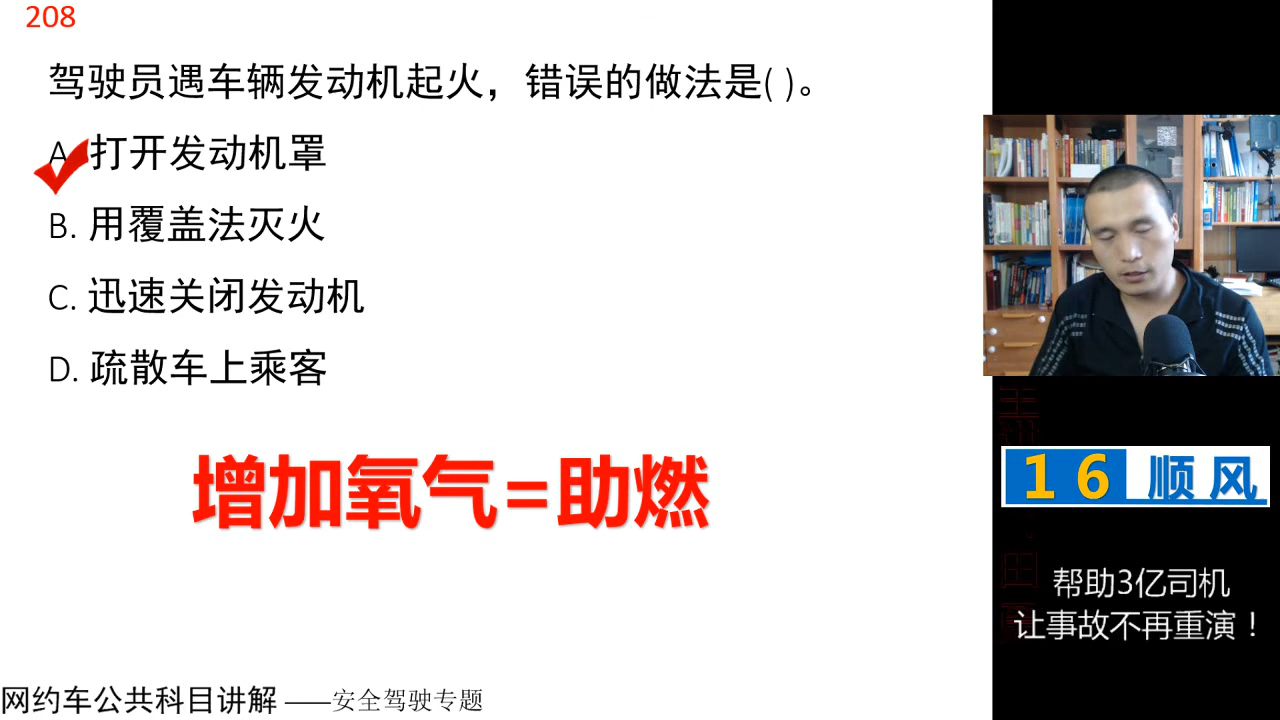 208
驾驶员遇车辆发动机起火，错误的做法是( )。
A. 打开发动机罩
B. 用覆盖法灭火
C. 迅速关闭发动机
D. 疏散车上乘客
增加氧气=助燃
16 顺风
帮助3亿司机
让事故不再重演！
网约车公共科目讲解 ——安全驾驶专题